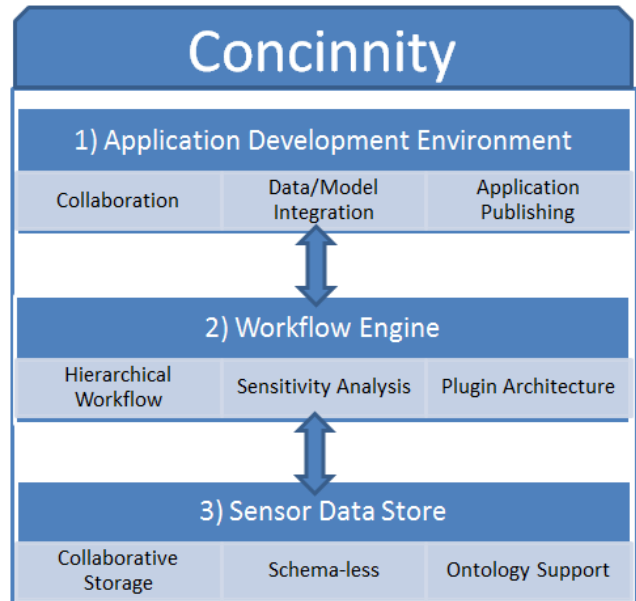 Concinnity
1) Application Development Environment
Collaboration
Data/Model
Integration
Application
Publishing
2) Workflow Engine
Hierarchical
Workflow
Sensitivity Analysis
Plugin Architecture
3) Sensor Data Store
Collaborative
Storage
Schema-less
Ontology Support